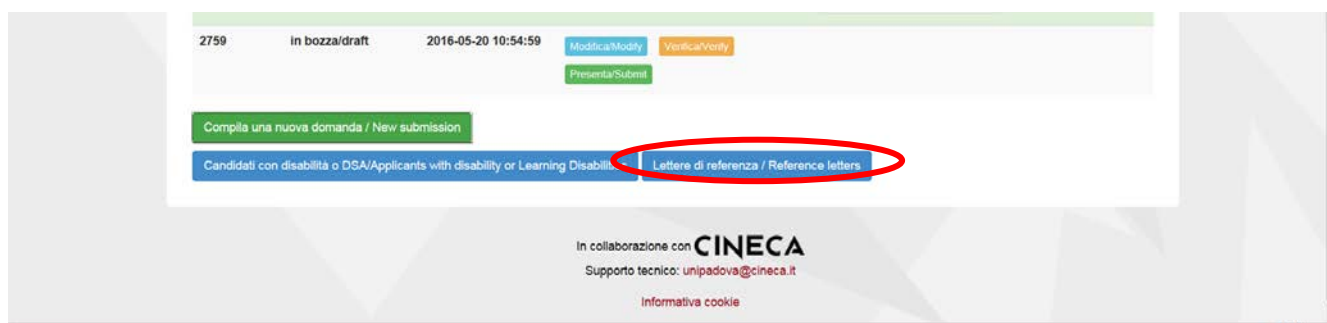 2759 in bozza/draft 2016-05-20 10:54:59 Modifica/Modify Verifica/Verify
Presenta/Submit
Compila una nuova domanda / New submission
Candidati con disabilità o DSA/Applicants with disability or Learning Lettere di referenza / Reference letters
In collaborazione con CINECA
Supporto tecnico: unipadova@cineca.it
Informativa cookie